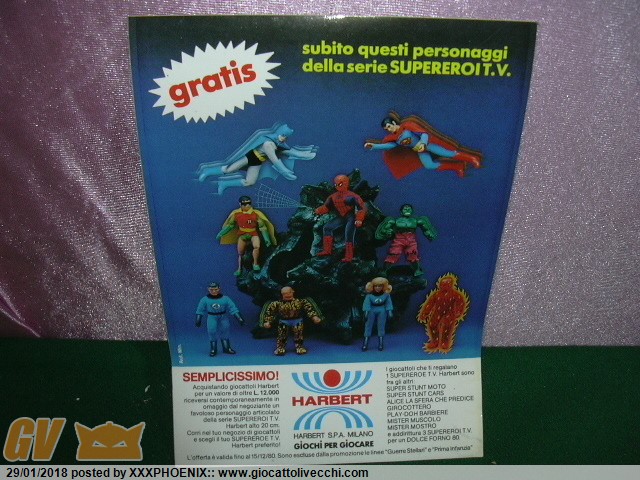 gratis
subito questi personaggi
della serie SUPEREROI T.V.
SEMPLICISSIMO!
Acquistando giocattoli Harbert
per un valore di oltre L. 12.000
riceverai contemporaneamente in
omaggio dal negoziante un
favoloso personaggio articolato
della serie SUPEREROI T.V.
Harbert alto 20 cm.
Corri nel tuo negozio di giocattoli
e scegli il tuo SUPEREROE T.V.
Harbert preferito!
HARBERT
HARBERT S.P.A. MILANO
GIOCHI PER GIOCARE
I giocattoli che ti regalano
1 SUPEREROE T.V. Harbert sono
fra gli altri:
SUPER STUNT MOTO
SUPER STUNT CARS
ALICE LA SFERA CHE PREDICE
GIROCOTTERO
PLAY-DOH BARBIERE
MISTER MUSCOLO
MISTER MOSTRO
e addirittura 3 SUPEREROI T.V.
per un DOLCE FORNO 80.
L'offerta è valida fino al 15/12/80. Sono escluse dalla promozione le linee "Guerre Stellari" e "Prima Infanzia"
GV
29/01/2018 posted by XXXPHOENIX:: www.giocattolivecchi.com